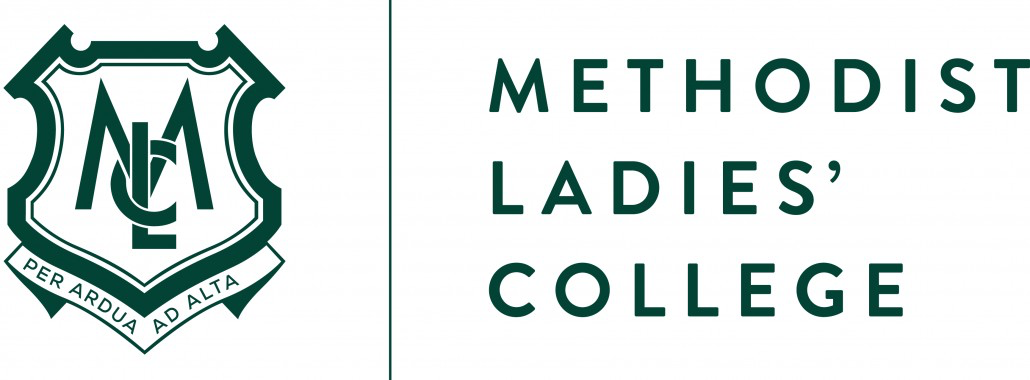 MLC
PER ARDUA AD ALTA
METHODIST
LADIES’
COLLEGE